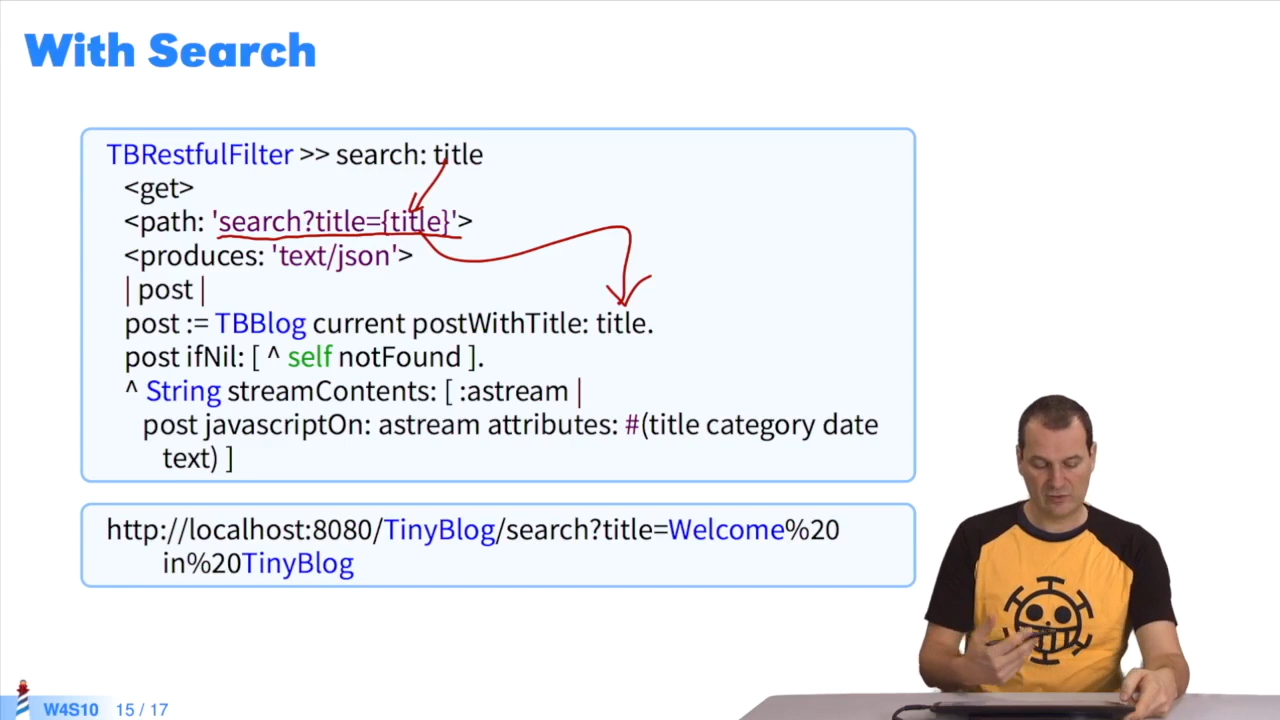 With Search
TBRestfulFilter >> search: title
<get>
<path: 'search?title={title}'>
<produces: 'text/json'>
| post |
post := TBBlog current postWithTitle: title.
post ifNil: [ ^ self notFound ].
^ String streamContents: [ :astream |
post javascriptOn: astream attributes: #(title category date
text) ]
http://localhost:8080/TinyBlog/search?title=Welcome%20
in%20TinyBlog
W4S10 15 / 17